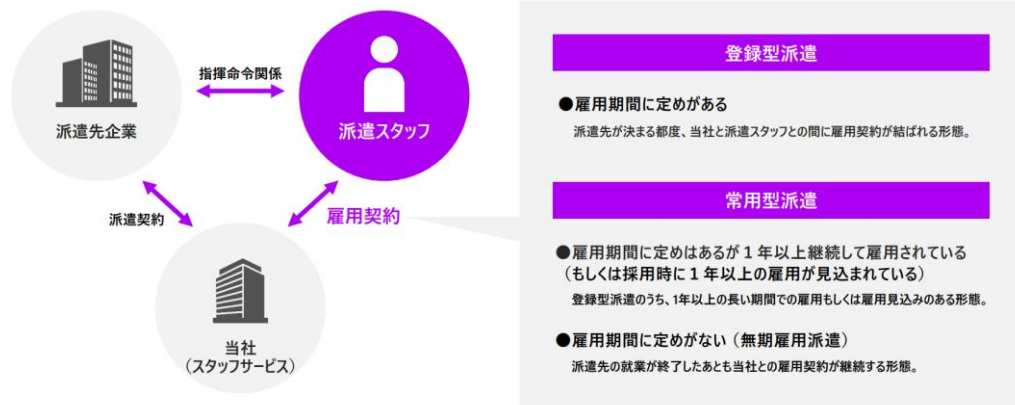 派遣先企業
指揮命令関係
派遣スタッフ
派遣契約
雇用契約
当社
（スタッフサービス）
登録型派遣
●雇用期間に定めがある
派遣先が決まる都度、当社と派遣スタッフとの間に雇用契約が結ばれる形態。
常用型派遣
●雇用期間に定めはあるが１年以上継続して雇用されている
（もしくは採用時に１年以上の雇用が見込まれている）
登録型派遣のうち、1年以上の長い期間での雇用もしくは雇用見込みのある形態。
●雇用期間に定めがない（無期雇用派遣）
派遣先の就業が終了したあとも当社との雇用契約が継続する形態。